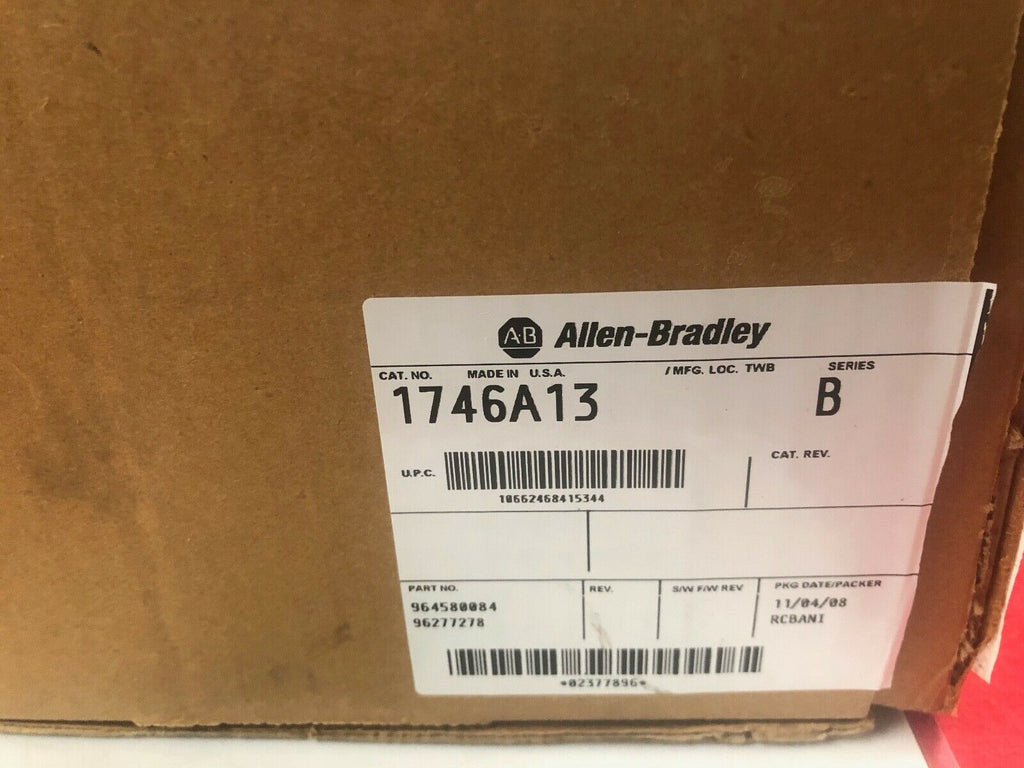 A-B Allen-Bradley
CAT. NO. MADE IN U.S.A. / MFG. LOC. TWB SERIES
1746A13 B
U.P.C. CAT. REV.
10662468415344
PART NO. REV. S/W F/W REV PKG DATE/PACKER
964580084 11/04/08
96277278 RCBANI
*02377896*